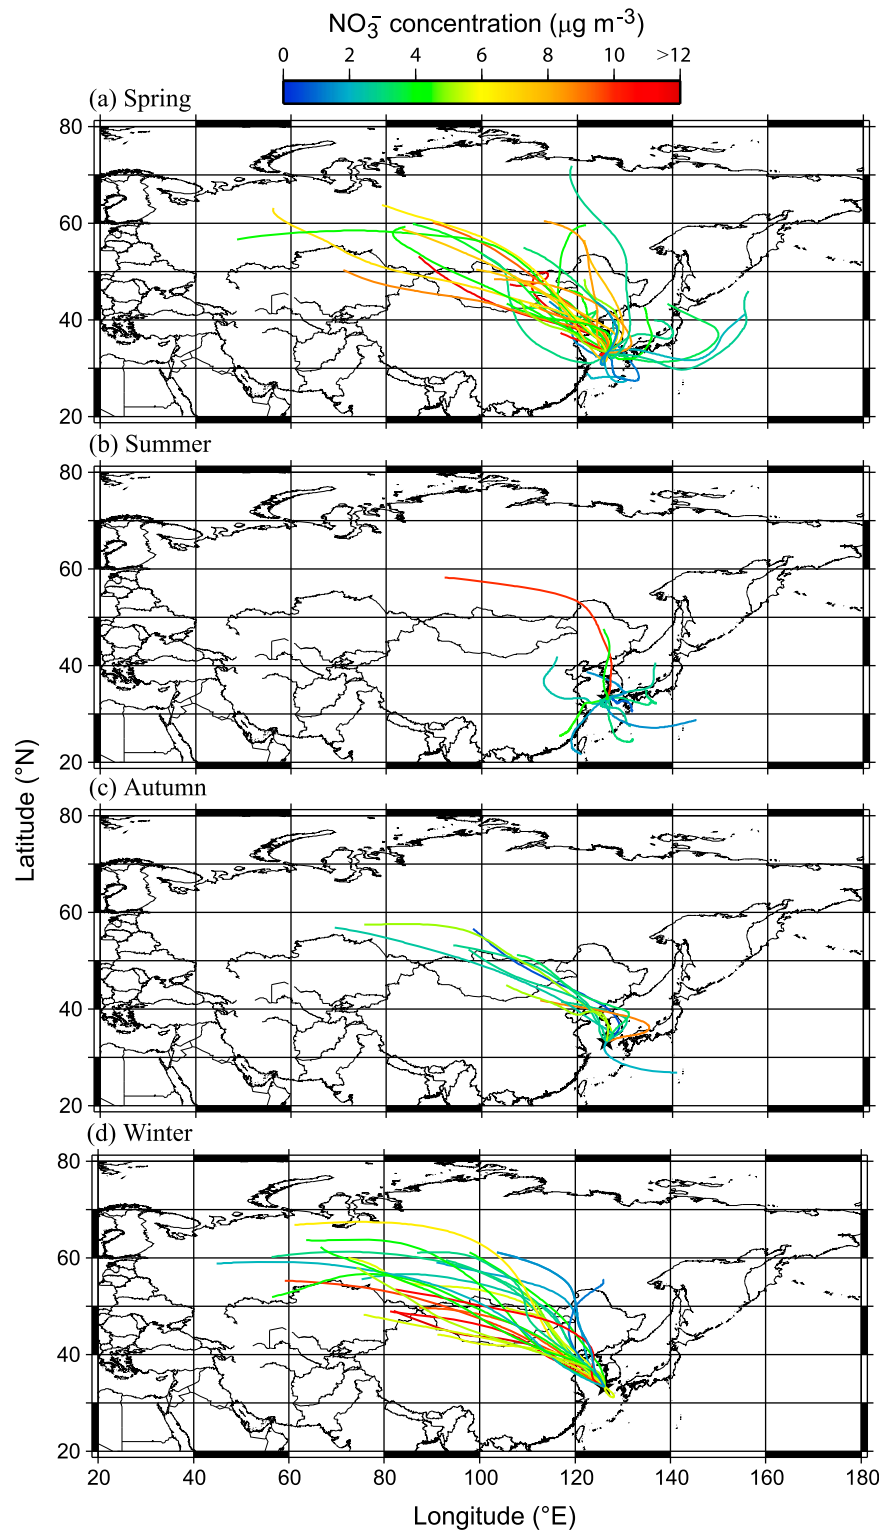 NO₃⁻ concentration (μg m⁻³)
0 2 4 6 8 10 >12
(a) Spring
80
60
40
20
(b) Summer
80
60
40
20
(c) Autumn
80
60
40
20
(d) Winter
80
60
40
20
20 40 60 80 100 120 140 160 180
Latitude (°N)
Longitude (°E)